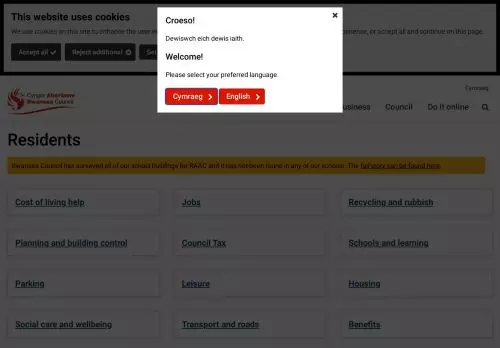 This website uses cookies
We use cookies on this site to enhance the user e
Accept all
Reject additional
Croeso!
Dewiswch eich dewis iaith.
Welcome!
Please select your preferred language.
Cymraeg
English
or accept all and continue on this page.
Cymraeg
Cyngor Abertawe
Swansea Council
usiness
Council
Do it online
Residents
Swansea Council has surveyed all of our school buildings for RAAC and it has not been found in any of our schools. The full story can be found here.
Cost of living help
Jobs
Recycling and rubbish
Planning and building control
Council Tax
Schools and learning
Parking
Leisure
Housing
Social care and wellbeing
Transport and roads
Benefits